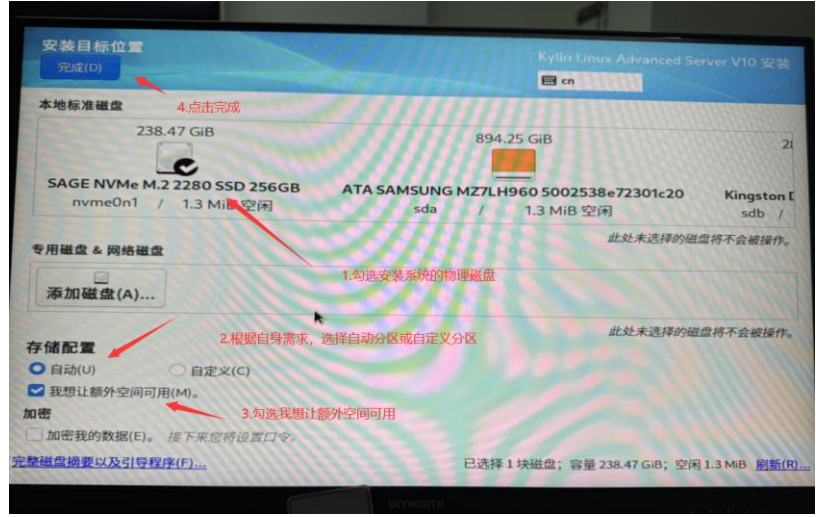 安装目标位置
完成(D)
Kylin Linux Advanced Server V10 安装
cn
4.点击完成
本地标准磁盘
238.47 GiB
894.25 GiB
SAGE NVMe M.2 2280 SSD 256GB
ATA SAMSUNG MZ7LH960 5002538e72301c20
Kingston
nvme0n1 / 1.3 MiB 空闲
sda / 1.3 MiB 空闲
sdb /
此处未选择的磁盘将不会被操作。
专用磁盘 & 网络磁盘
1.勾选安装系统的物理磁盘
添加磁盘(A)...
此处未选择的磁盘将不会被操作。
2.根据自身需求，选择自动分区或自定义分区
存储配置
自动(U)
自定义(C)
我想让额外空间可用(M)。
3.勾选我想让额外空间可用
加密
加密我的数据(E)。 接下来您将设置口令。
完整磁盘摘要以及引导程序(F)...
已选择 1 块磁盘；容量 238.47 GiB；空闲 1.3 MiB 刷新(R)...
SKYWORTH